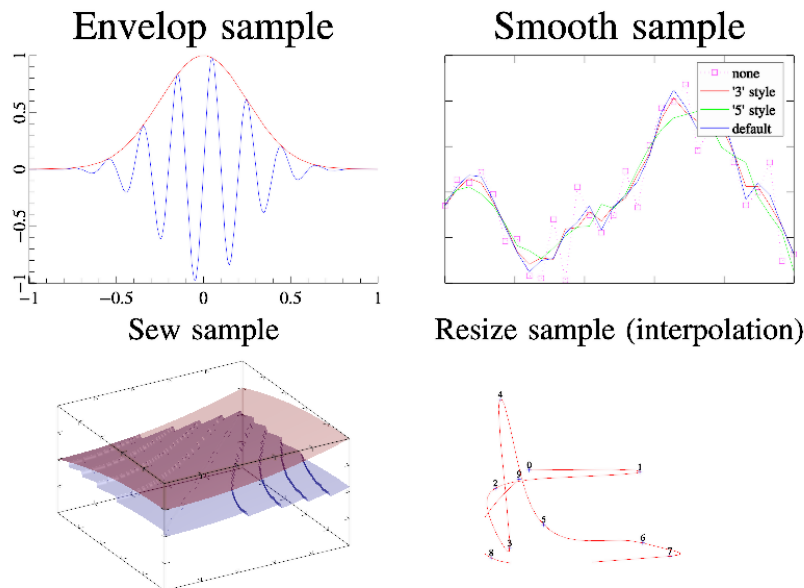 Envelop sample
1
0.5
0
−0.5
−1
−1
−0.5
0
0.5
1
Smooth sample
none
'3' style
'5' style
default
Sew sample
Resize sample (interpolation)
4
0
1
9
2
5
6
3
7
8